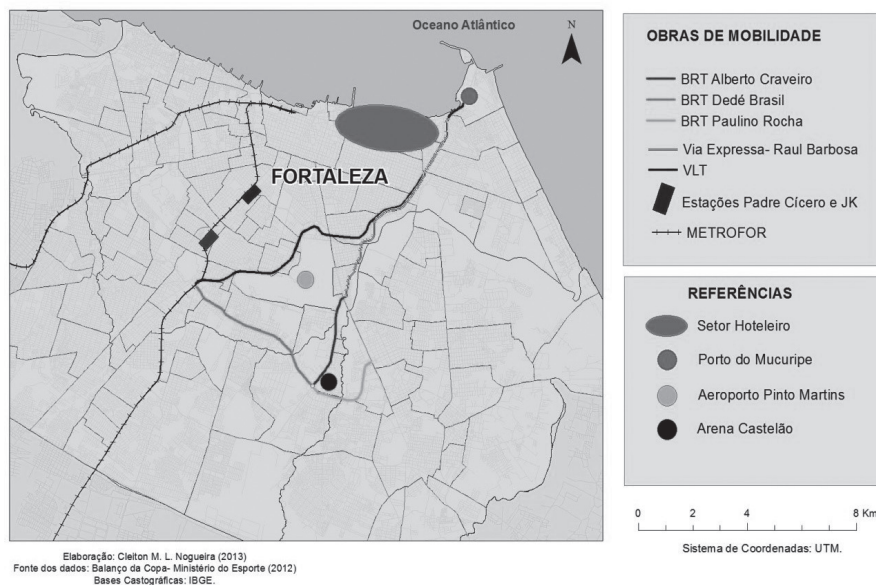 Oceano Atlântico
N
FORTALEZA
OBRAS DE MOBILIDADE
BRT Alberto Craveiro
BRT Dedé Brasil
BRT Paulino Rocha
Via Expressa- Raul Barbosa
VLT
Estações Padre Cícero e JK
METROFOR
REFERÊNCIAS
Setor Hoteleiro
Porto do Mucuripe
Aeroporto Pinto Martins
Arena Castelão
0 2 4 8 Km
Sistema de Coordenadas: UTM.
Elaboração: Cleiton M. L. Nogueira (2013)
Fonte dos dados: Balanço da Copa- Ministério do Esporte (2012)
Bases Castográficas: IBGE.